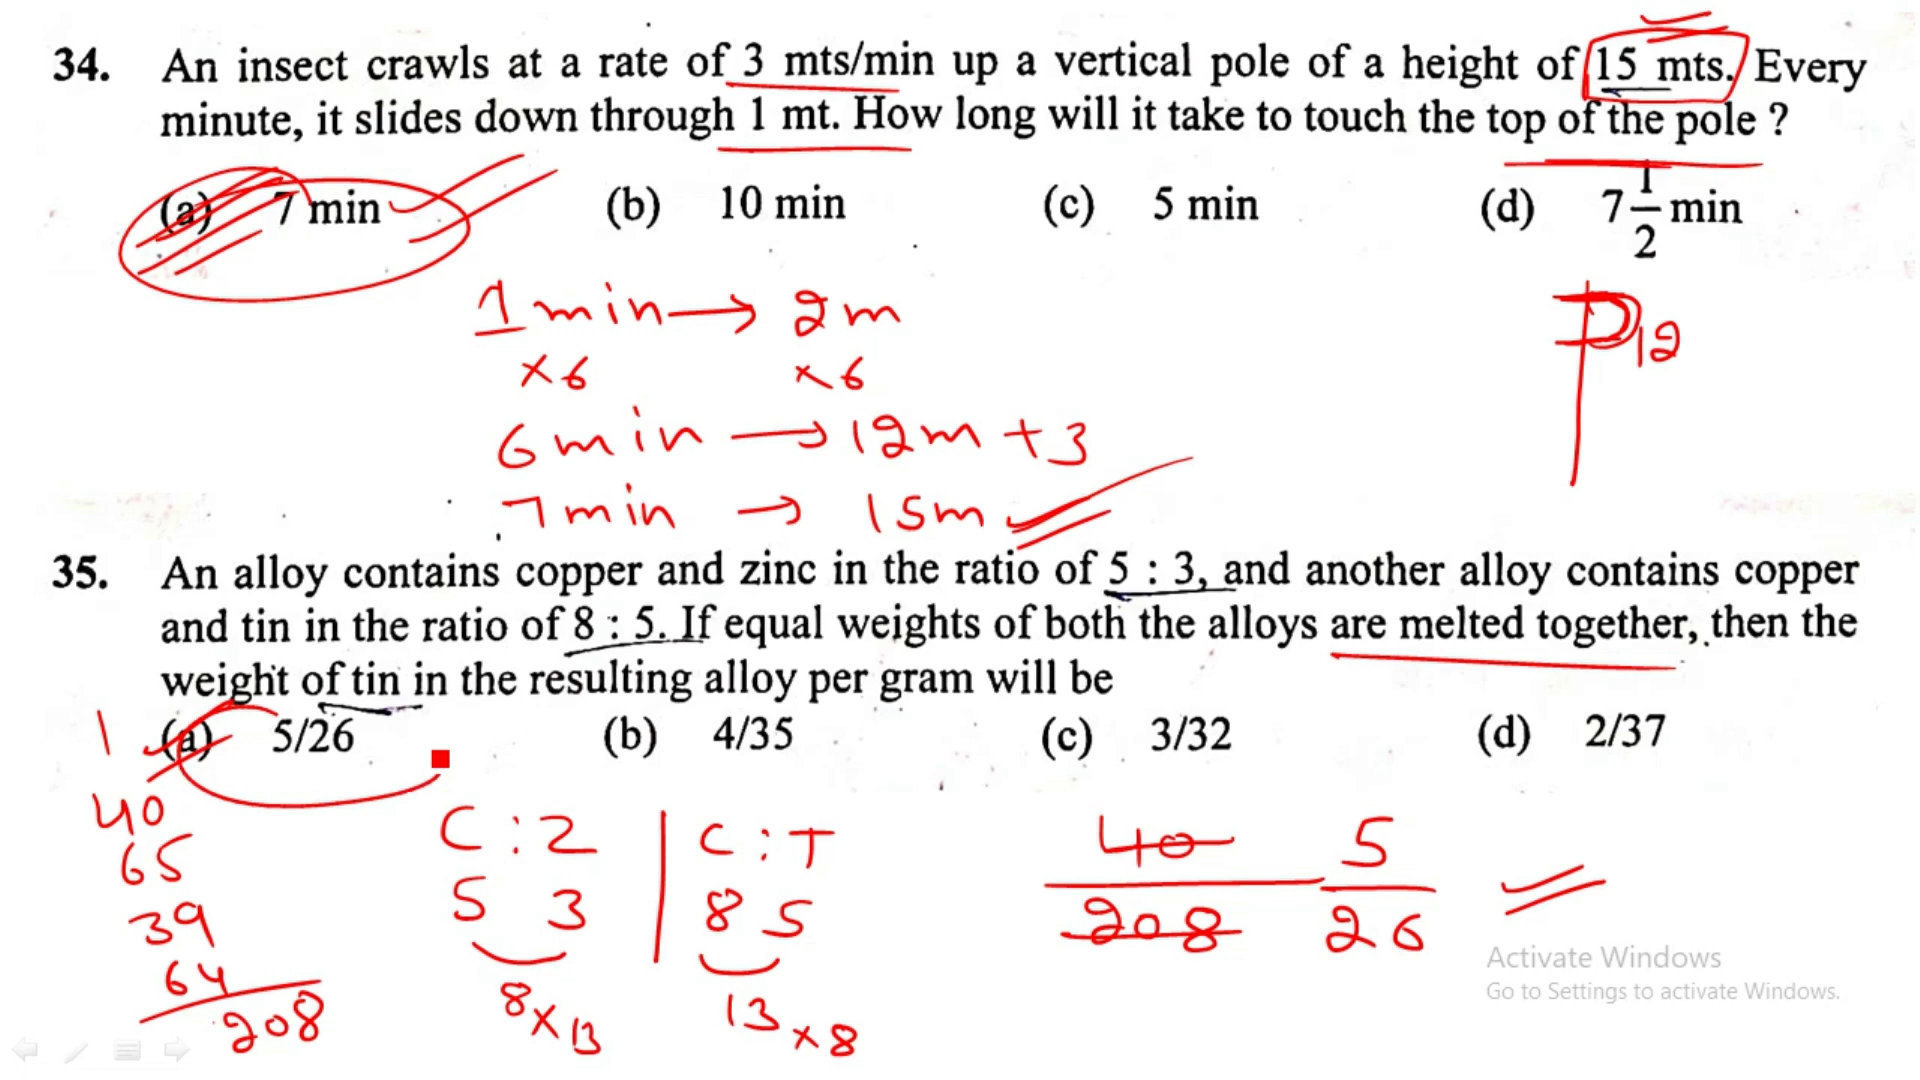 34. An insect crawls at a rate of 3 mts/min up a vertical pole of a height of 15 mts. Every
minute, it slides down through 1 mt. How long will it take to touch the top of the pole ?
(a) 7 min (b) 10 min (c) 5 min (d) 7 1/2 min
1 min → 2m
12
×6 ×6
6 min → 12m + 3
7 min → 15m
35. An alloy contains copper and zinc in the ratio of 5 : 3, and another alloy contains copper
and tin in the ratio of 8 : 5. If equal weights of both the alloys are melted together, then the
weight of tin in the resulting alloy per gram will be
1 (a) 5/26 (b) 4/35 (c) 3/32 (d) 2/37
40
65
39
64
208
C : Z | C : T
5 3 8 5
8 × 13 13 × 8
40 5
208 26
Activate Windows
Go to Settings to activate Windows.